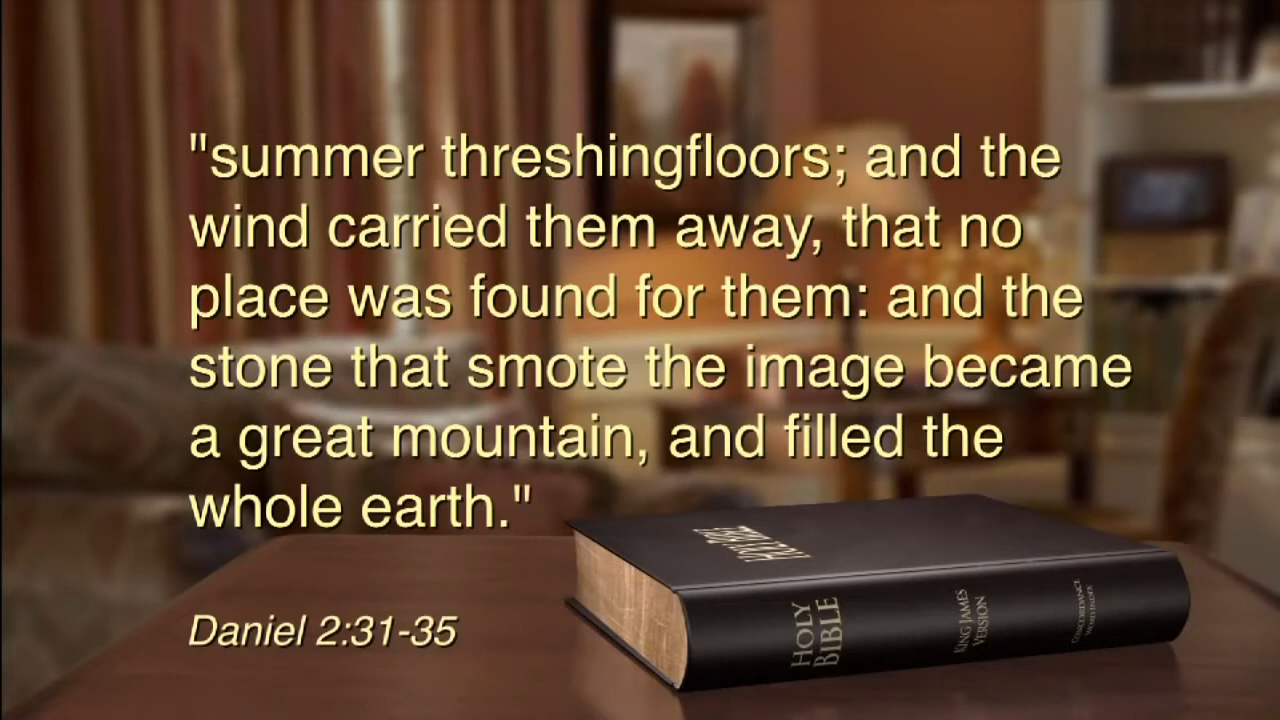 "summer threshingfloors; and the
wind carried them away, that no
place was found for them: and the
stone that smote the image became
a great mountain, and filled the
whole earth."
Daniel 2:31-35
HOLY BIBLE
HOLY
BIBLE
KING JAMES
VERSION
CONCORDANCE